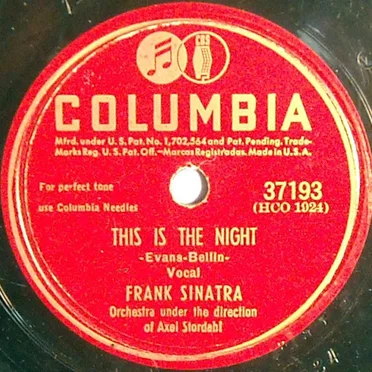 CBS
COLUMBIA
Mfrd. under U.S. Pat. No. 1,702,564 and Pat. Pending. Trade-
Marks Reg. U.S. Pat. Off.-Marcas Registradas. Made in U.S.A.
For perfect tone
use Columbia Needles
37193
(HCO 1924)
THIS IS THE NIGHT
-Evans-Bellin-
Vocal
FRANK SINATRA
Orchestra under the direction
of Axel Stordahl